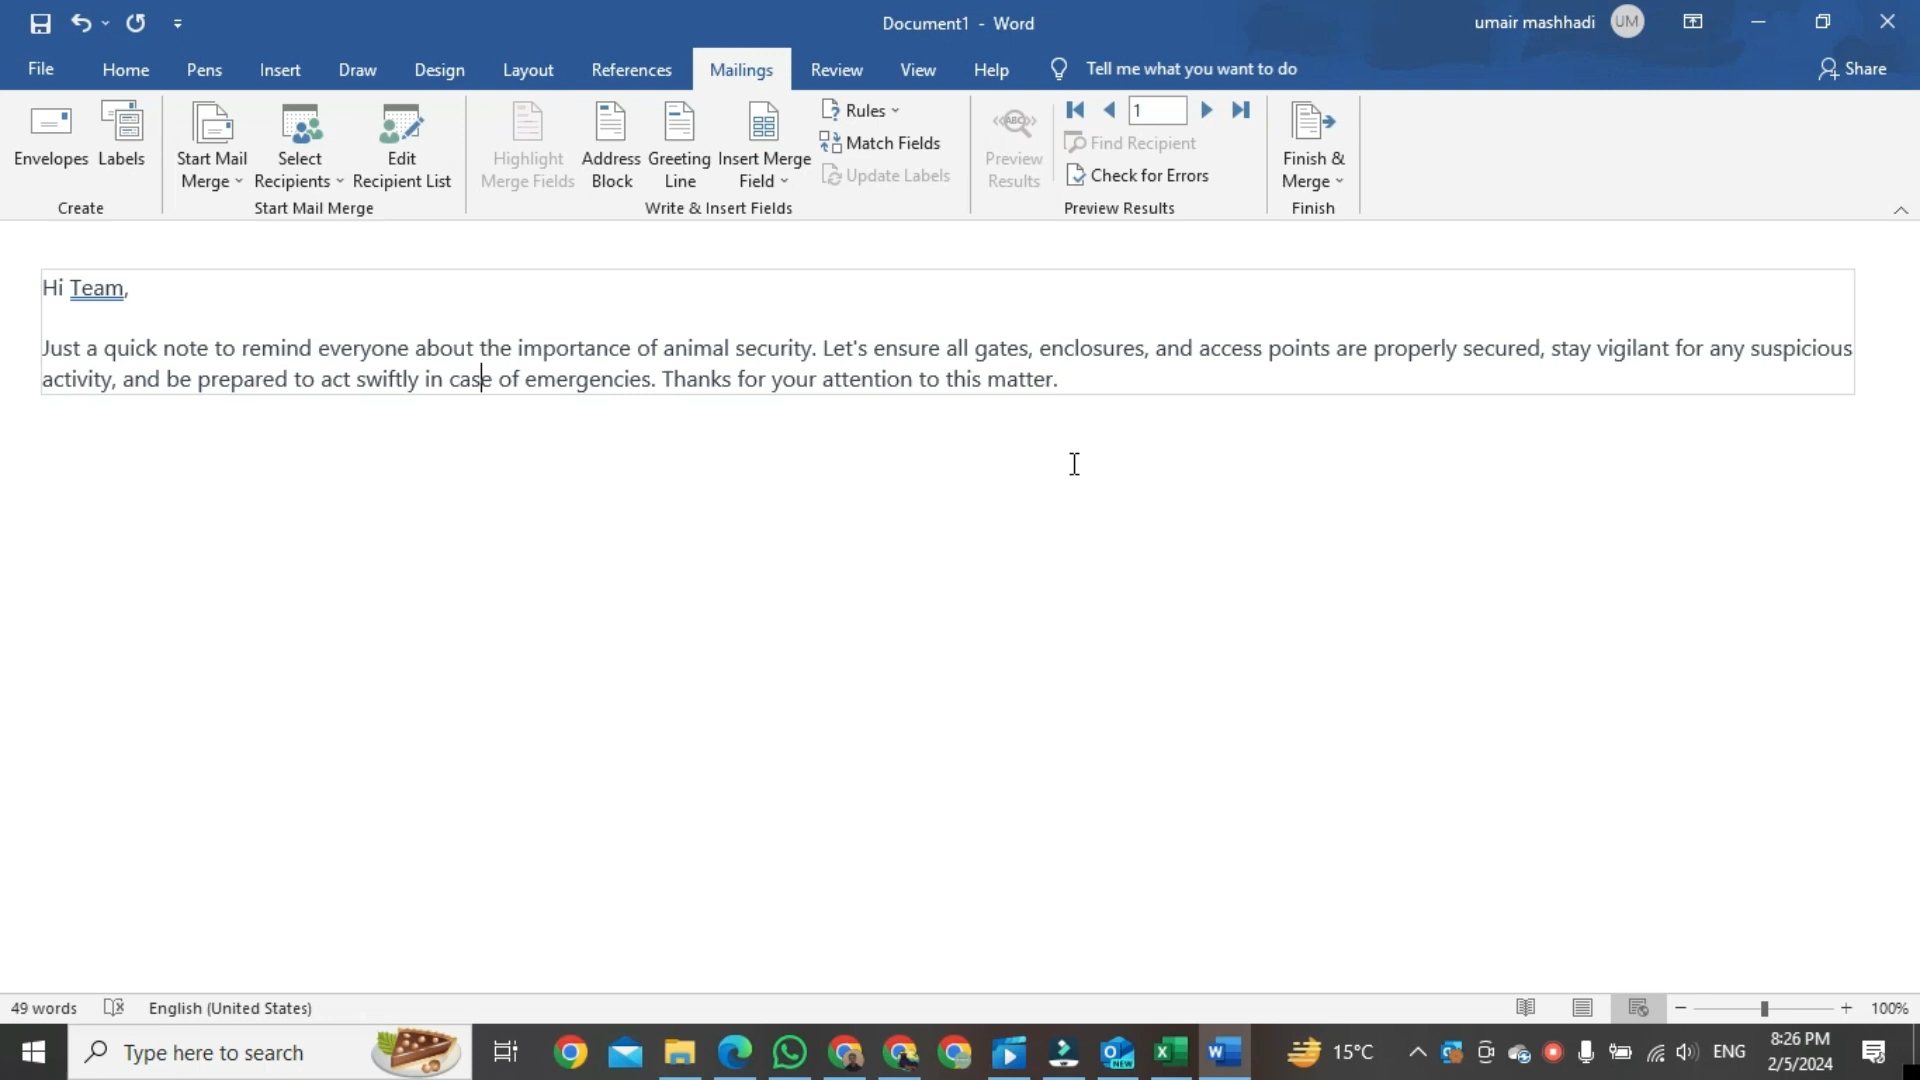 Document1 - Word
umair mashhadi
UM
File Home Pens Insert Draw Design Layout References Mailings Review View Help Tell me what you want to do
Share
Envelopes
Labels
Create
Start Mail
Merge
Select
Recipients
Edit
Recipient List
Start Mail Merge
Highlight
Merge Fields
Address
Block
Greeting
Line
Insert Merge
Field
Rules
Match Fields
Update Labels
Write & Insert Fields
ABC
Preview
Results
1
Find Recipient
Check for Errors
Preview Results
Finish &
Merge
Finish
Hi Team,
Just a quick note to remind everyone about the importance of animal security. Let's ensure all gates, enclosures, and access points are properly secured, stay vigilant for any suspicious
activity, and be prepared to act swiftly in case of emergencies. Thanks for your attention to this matter.
49 words
English (United States)
100%
Type here to search
NEW
15°C
ENG
8:26 PM
2/5/2024